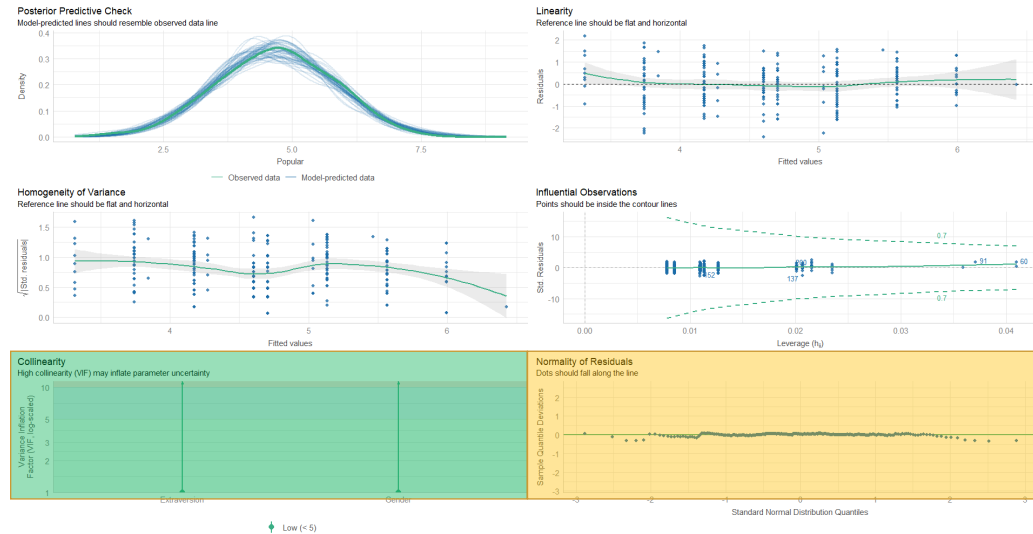 Posterior Predictive Check
Model-predicted lines should resemble observed data line
0.4
0.3
0.2
0.1
0.0
Density
2.5 5.0 7.5
Popular
Observed data Model-predicted data
Linearity
Reference line should be flat and horizontal
2
1
0
-1
-2
Residuals
4 5 6
Fitted values
Homogeneity of Variance
Reference line should be flat and horizontal
1.5
1.0
0.5
0.0
√|Std. residuals|
4 5 6
Fitted values
Influential Observations
Points should be inside the contour lines
10
0
-10
Std. Residuals
0.7
0.7
52
137
91
60
0.00 0.01 0.02 0.03 0.04
Leverage (hᵢᵢ)
Collinearity
High collinearity (VIF) may inflate parameter uncertainty
10
5
3
2
1
Variance Inflation
Factor (VIF, log-scaled)
Extraversion Gender
Low (< 5)
Normality of Residuals
Dots should fall along the line
2
1
0
-1
-2
-3
Sample Quantile Deviations
-3 -2 -1 0 1 2 3
Standard Normal Distribution Quantiles